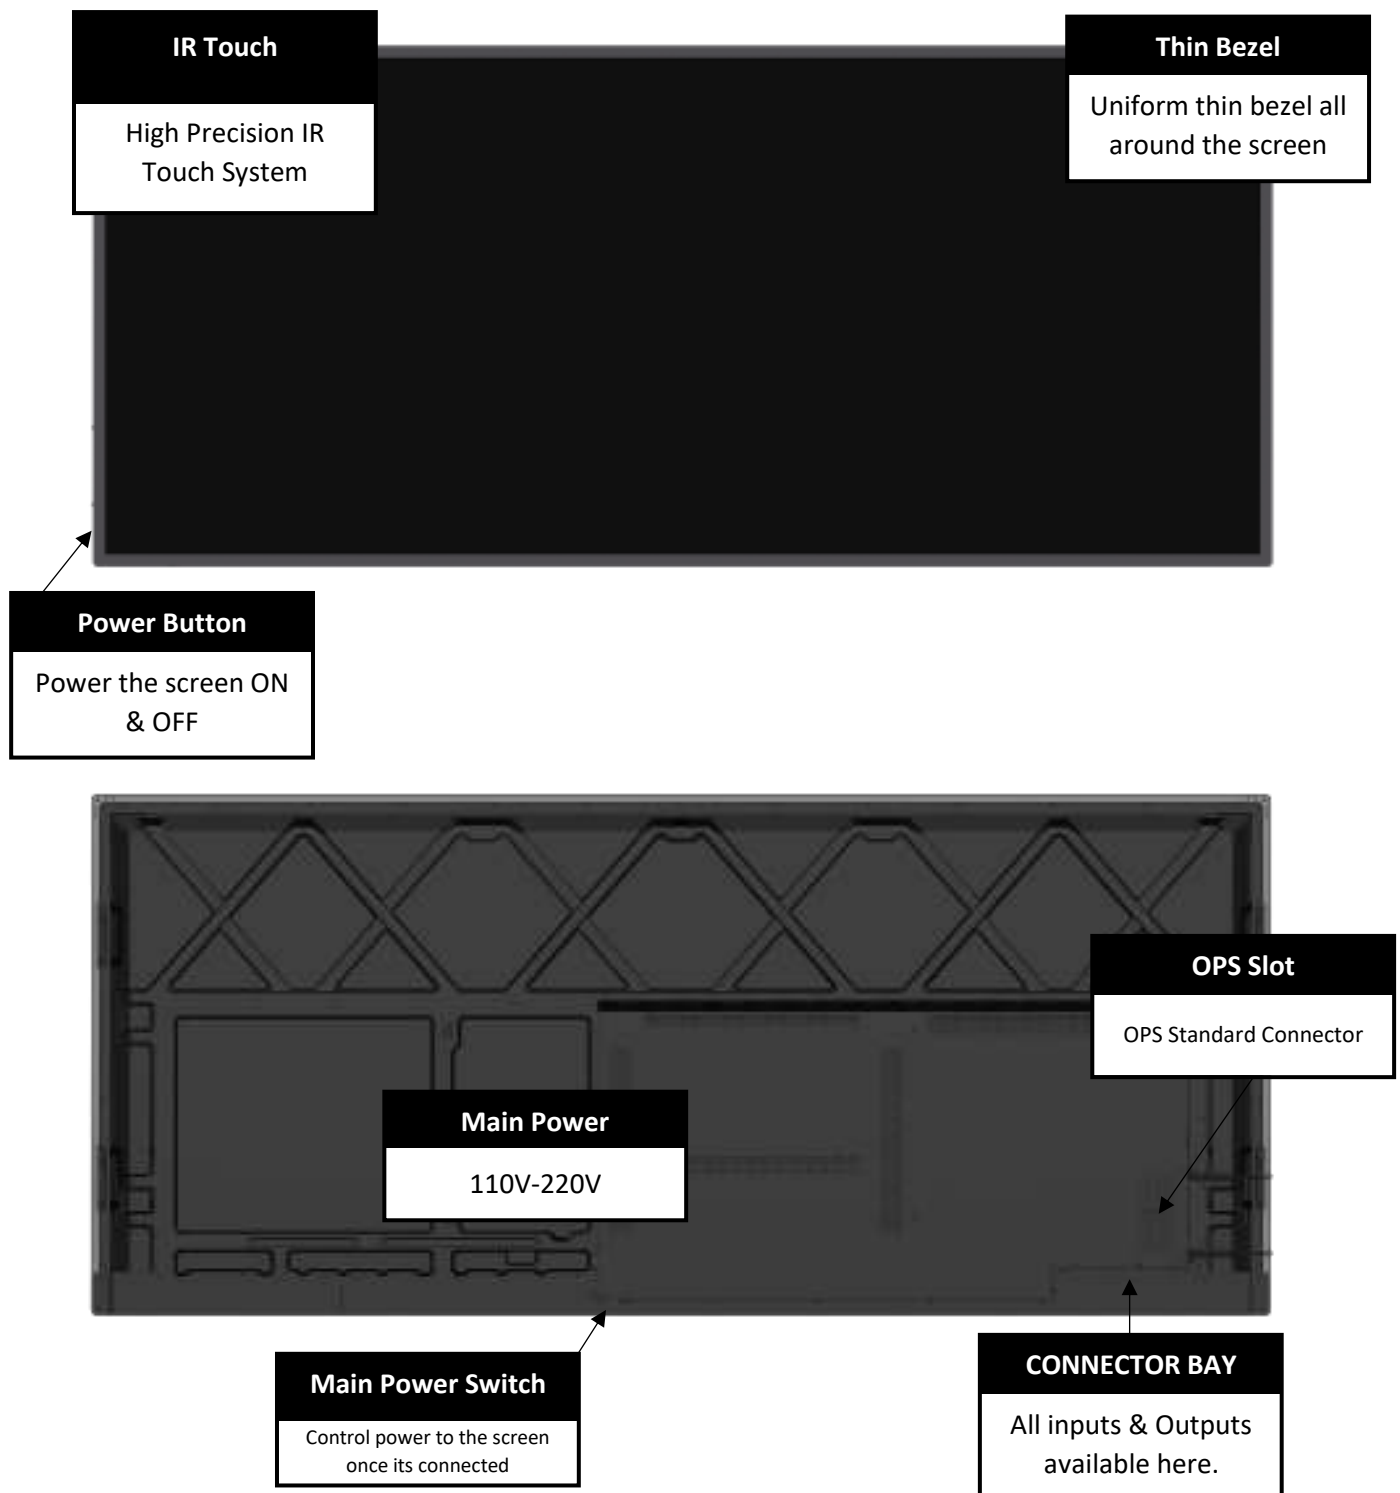 IR Touch
High Precision IR
Touch System
Thin Bezel
Uniform thin bezel all
around the screen
Power Button
Power the screen ON
& OFF
OPS Slot
OPS Standard Connector
Main Power
110V-220V
Main Power Switch
Control power to the screen
once its connected
CONNECTOR BAY
All inputs & Outputs
available here.